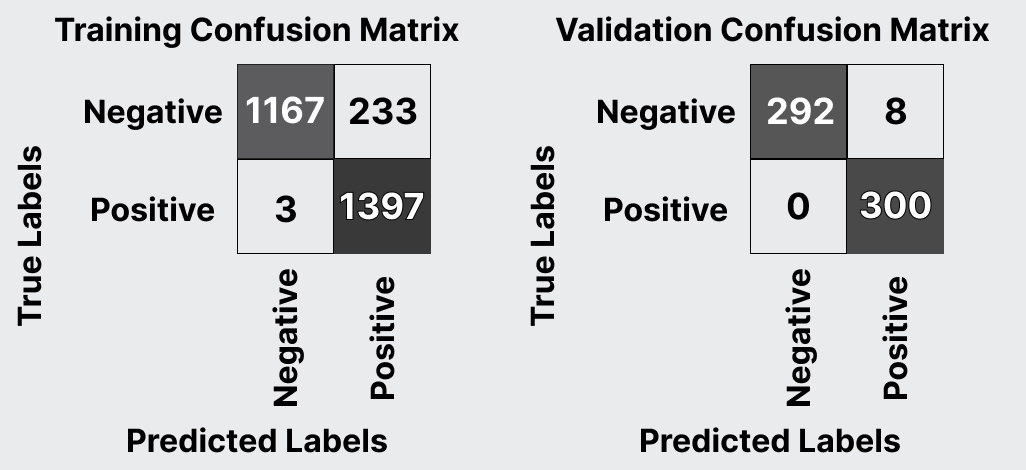 Training Confusion Matrix
True Labels
Negative 1167 233
Positive 3 1397
Negative Positive
Predicted Labels
Validation Confusion Matrix
True Labels
Negative 292 8
Positive 0 300
Negative Positive
Predicted Labels